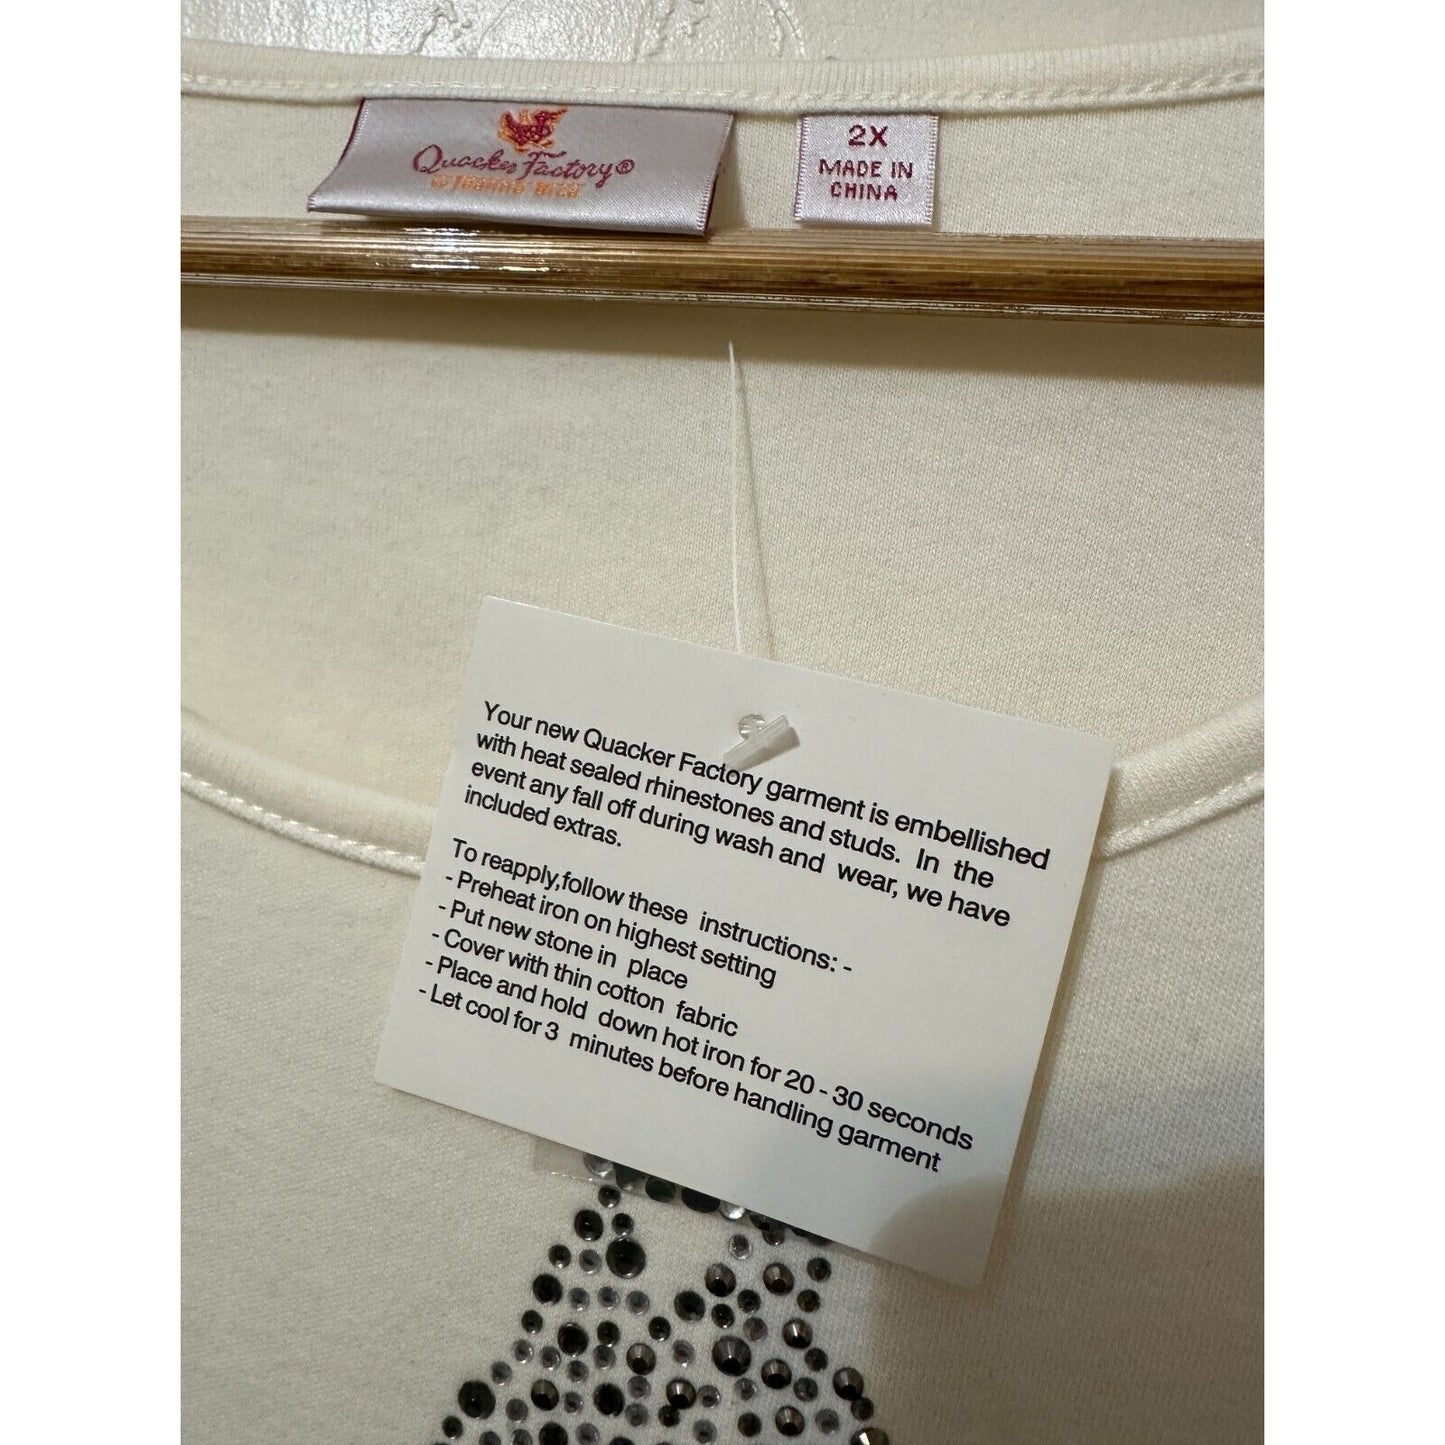 Quacker Factory®
2X
MADE IN
CHINA
Your new Quacker Factory garment is embellished
with heat sealed rhinestones and studs. In the
event any fall off during wash and wear, we have
included extras.
To reapply,follow these instructions: -
- Preheat iron on highest setting
- Put new stone in place
- Cover with thin cotton fabric
- Place and hold down hot iron for 20 - 30 seconds
- Let cool for 3 minutes before handling garment